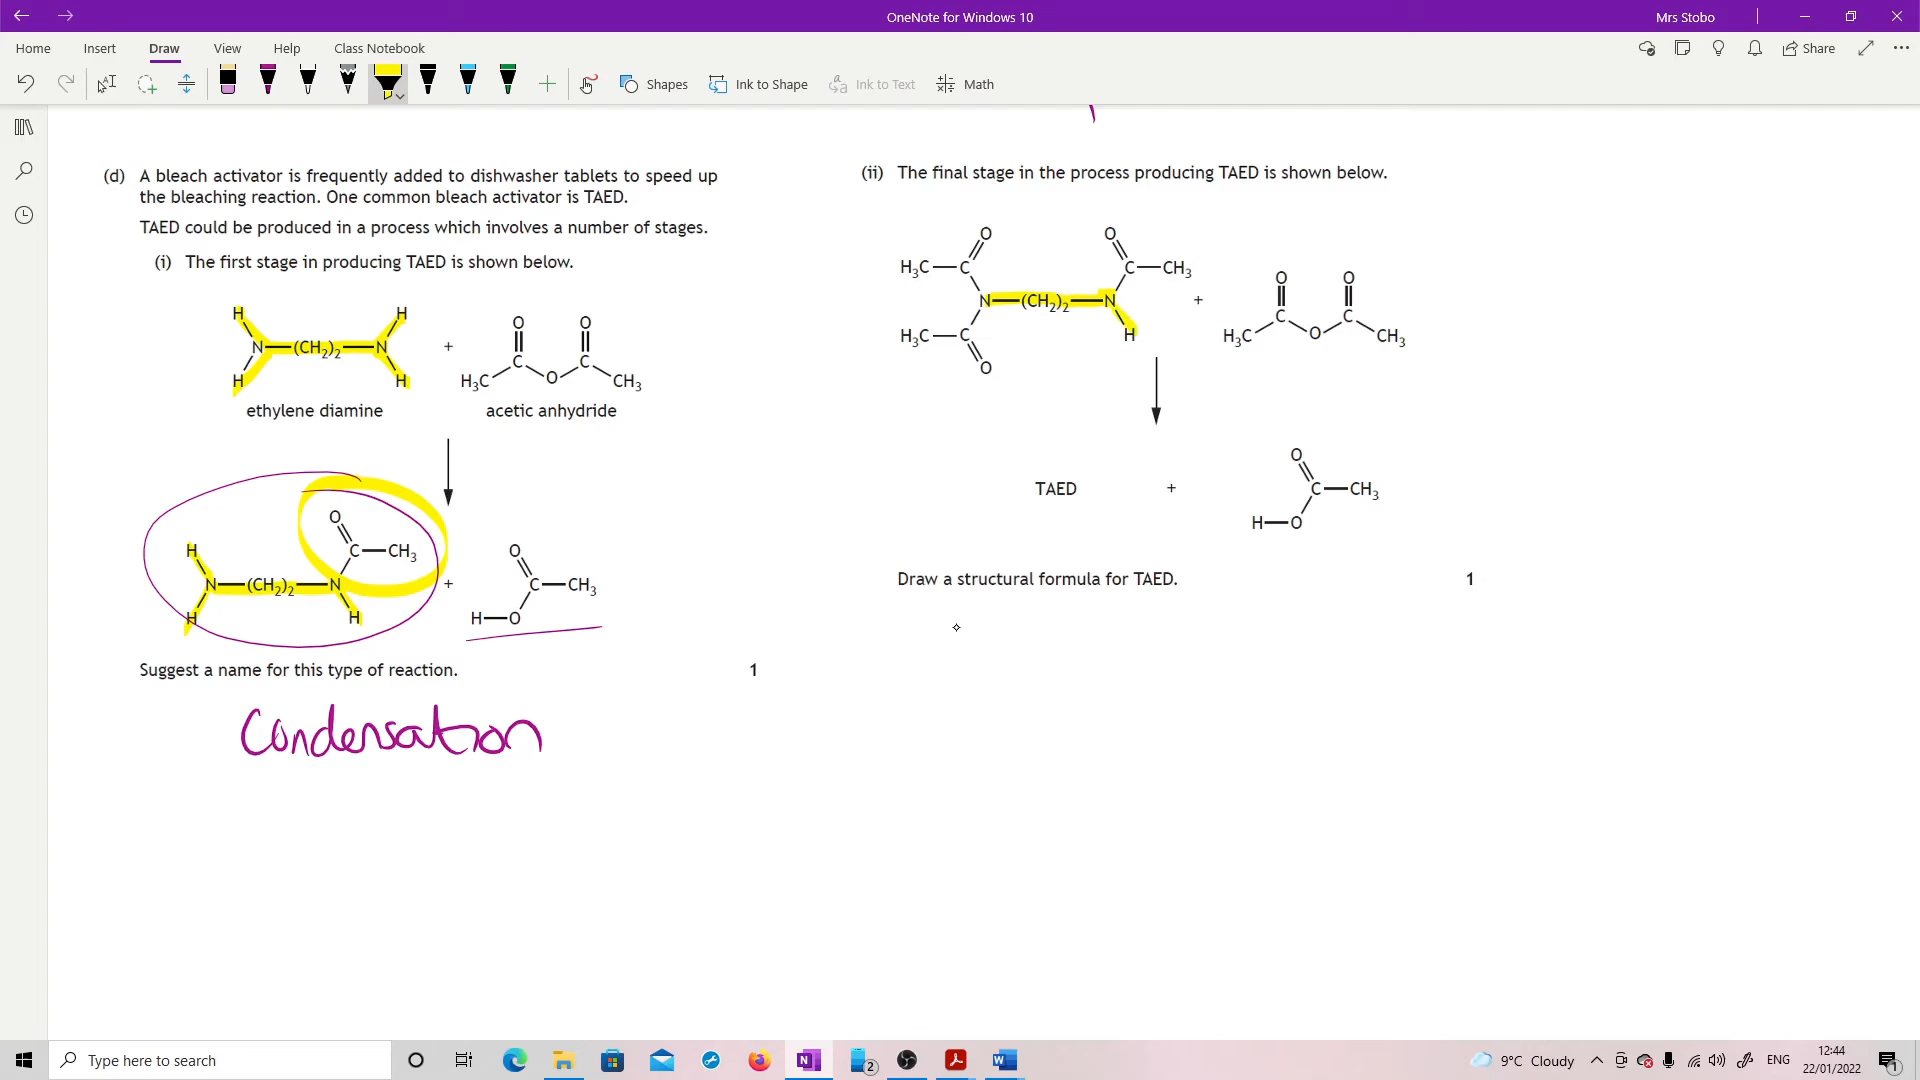 OneNote for Windows 10
Mrs Stobo
Home Insert Draw View Help Class Notebook
Share
Shapes Ink to Shape Ink to Text Math
(d) A bleach activator is frequently added to dishwasher tablets to speed up
the bleaching reaction. One common bleach activator is TAED.
TAED could be produced in a process which involves a number of stages.
(i) The first stage in producing TAED is shown below.
H H O O
N—(CH2)2—N + C C
H H H3C O CH3
ethylene diamine acetic anhydride
O
H C—CH3 O
N—(CH2)2—N + C—CH3
H H H—O
Suggest a name for this type of reaction. 1
Condensation
(ii) The final stage in the process producing TAED is shown below.
O O
H3C—C C—CH3 O O
N—(CH2)2—N + C C
H3C—C H H3C O CH3
O
O
TAED + C—CH3
H—O
Draw a structural formula for TAED. 1
Type here to search
2
9°C Cloudy
ENG
12:44
22/01/2022
1